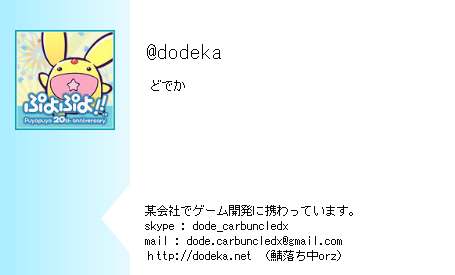 @dodeka
どでか
ぷよぷよ!!
Puyopuyo 20th anniversary
某会社でゲーム開発に携わっています。
skype : dode_carbuncledx
mail : dode.carbuncledx@gmail.com
http://dodeka.net （鯖落ち中orz）